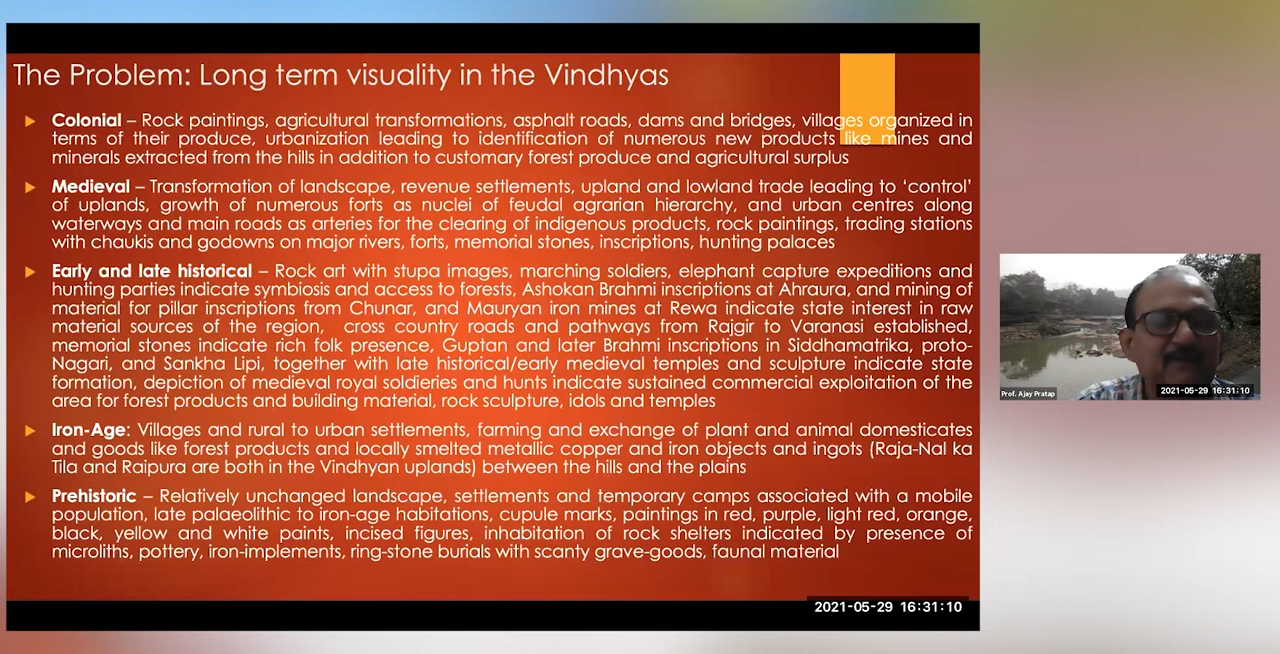 The Problem: Long term visuality in the Vindhyas
Colonial – Rock paintings, agricultural transformations, asphalt roads, dams and bridges, villages organized in
terms of their produce, urbanization leading to identification of numerous new products like mines and
minerals extracted from the hills in addition to customary forest produce and agricultural surplus
Medieval – Transformation of landscape, revenue settlements, upland and lowland trade leading to ‘control’
of uplands, growth of numerous forts as nuclei of feudal agrarian hierarchy, and urban centres along
waterways and main roads as arteries for the clearing of indigenous products, rock paintings, trading stations
with chaukis and godowns on major rivers, forts, memorial stones, inscriptions, hunting palaces
Early and late historical – Rock art with stupa images, marching soldiers, elephant capture expeditions and
hunting parties indicate symbiosis and access to forests, Ashokan Brahmi inscriptions at Ahraura, and mining of
material for pillar inscriptions from Chunar, and Mauryan iron mines at Rewa indicate state interest in raw
material sources of the region, cross country roads and pathways from Rajgir to Varanasi established,
memorial stones indicate rich folk presence, Guptan and later Brahmi inscriptions in Siddhamatrika, proto-
Nagari, and Sankha Lipi, together with late historical/early medieval temples and sculpture indicate state
formation, depiction of medieval royal soldieries and hunts indicate sustained commercial exploitation of the
area for forest products and building material, rock sculpture, idols and temples
Iron-Age: Villages and rural to urban settlements, farming and exchange of plant and animal domesticates
and goods like forest products and locally smelted metallic copper and iron objects and ingots (Raja-Nal ka
Tila and Raipura are both in the Vindhyan uplands) between the hills and the plains
Prehistoric – Relatively unchanged landscape, settlements and temporary camps associated with a mobile
population, late palaeolithic to iron-age habitations, cupule marks, paintings in red, purple, light red, orange,
black, yellow and white paints, incised figures, inhabitation of rock shelters indicated by presence of
microliths, pottery, iron-implements, ring-stone burials with scanty grave-goods, faunal material
2021-05-29 16:31:10
Prof. Ajay Pratap
2021-05-29 16:31:10